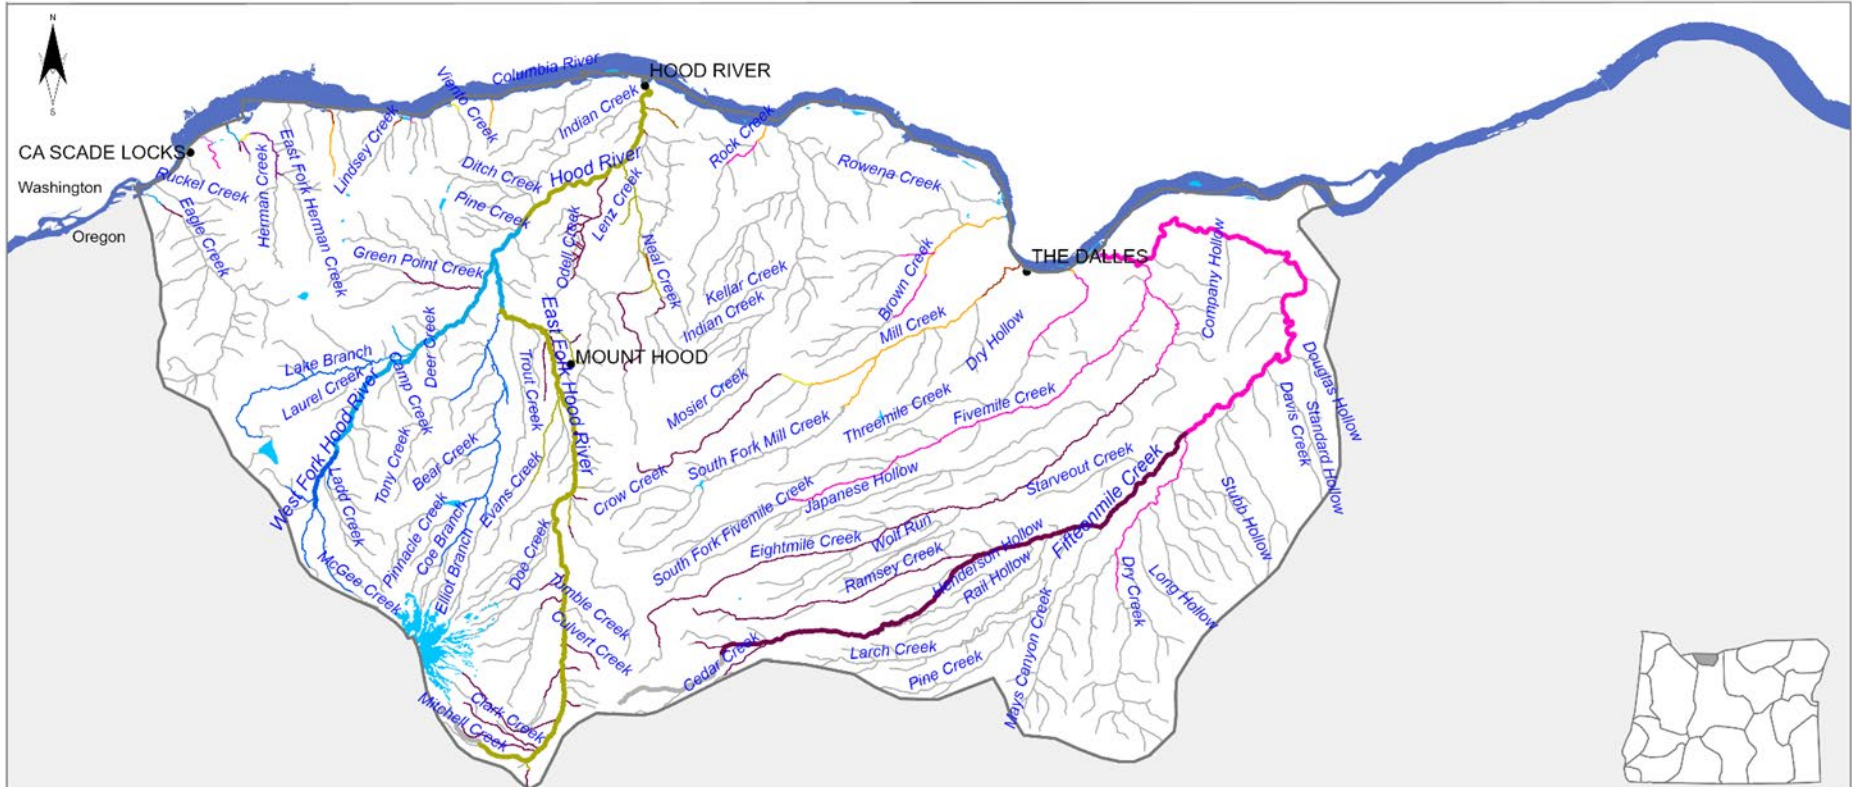 N
S
Columbia River
HOOD RIVER
Viento Creek
Indian Creek
CA SCADE LOCKS
Washington
Oregon
Ruckel Creek
Eagle Creek
Herman Creek
East Fork Herman Creek
Lindsey Creek
Ditch Creek
Hood River
Pine Creek
Lenz Creek
Odell Creek
Neal Creek
Rock Creek
Rowena Creek
THE DALLES
Green Point Creek
Kellar Creek
Indian Creek
Brown Creek
Mill Creek
Dry Hollow
Company Hollow
Deer Creek
East Fork Hood River
MOUNT HOOD
Lake Branch
Laurel Creek
Camp Creek
Trout Creek
Mosier Creek
Threemile Creek
Fivemile Creek
Douglas Hollow
Davis Creek
Standard Hollow
West Fork Hood River
Ladd Creek
Tony Creek
Bear Creek
Evans Creek
Crow Creek
South Fork Mill Creek
Japanese Hollow
Starveout Creek
Fifteenmile Creek
Stubb Hollow
McGee Creek
Pinnacle Creek
Coe Branch
Elliot Branch
Doe Creek
South Fork Fivemile Creek
Eightmile Creek
Wolf Run
Ramsey Creek
Henderson Hollow
Rail Hollow
Dry Creek
Long Hollow
Tumble Creek
Culvert Creek
Cedar Creek
Larch Creek
Pine Creek
Mays Canyon Creek
Clark Creek
Mitchell Creek